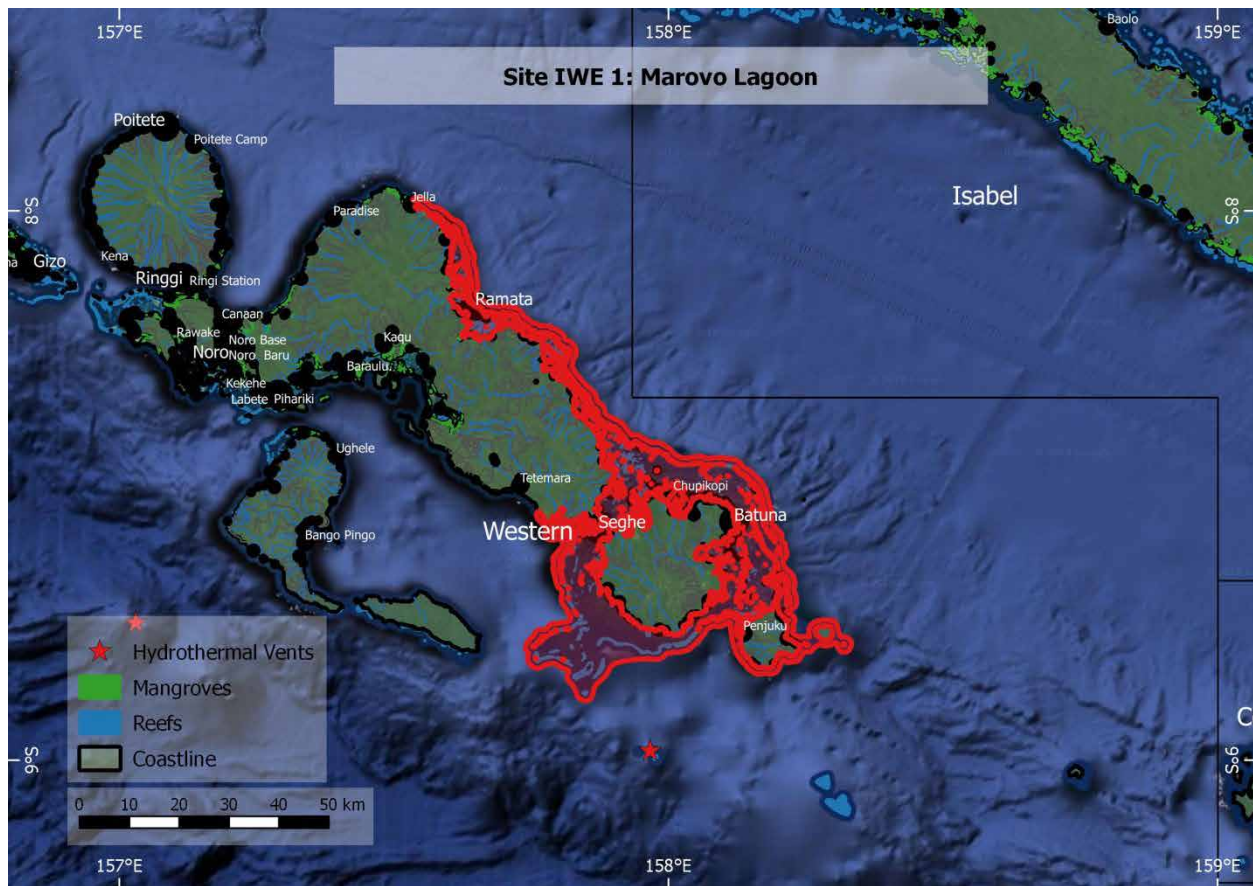 157°E
158°E
159°E
Baolo
Site IWE 1: Marovo Lagoon
Poitete
Poitete Camp
Jella
Isabel
8°S
8°S
Paradise
Kena
na
Gizo
Ringgi
Ringi Station
Ramata
Canaan
Rawake
Noro Base
Kaqu
Noro
Noro
Baru
Baraulu
Kekehe
Labete
Pihariki
Ughele
Tetemara
Chupikopi
Western
Seghe
Batuna
Bango Pingo
Penjuku
Hydrothermal Vents
Mangroves
Reefs
Coastline
C
9°S
9°S
0 10 20 30 40 50 km
157°E
158°E
159°E